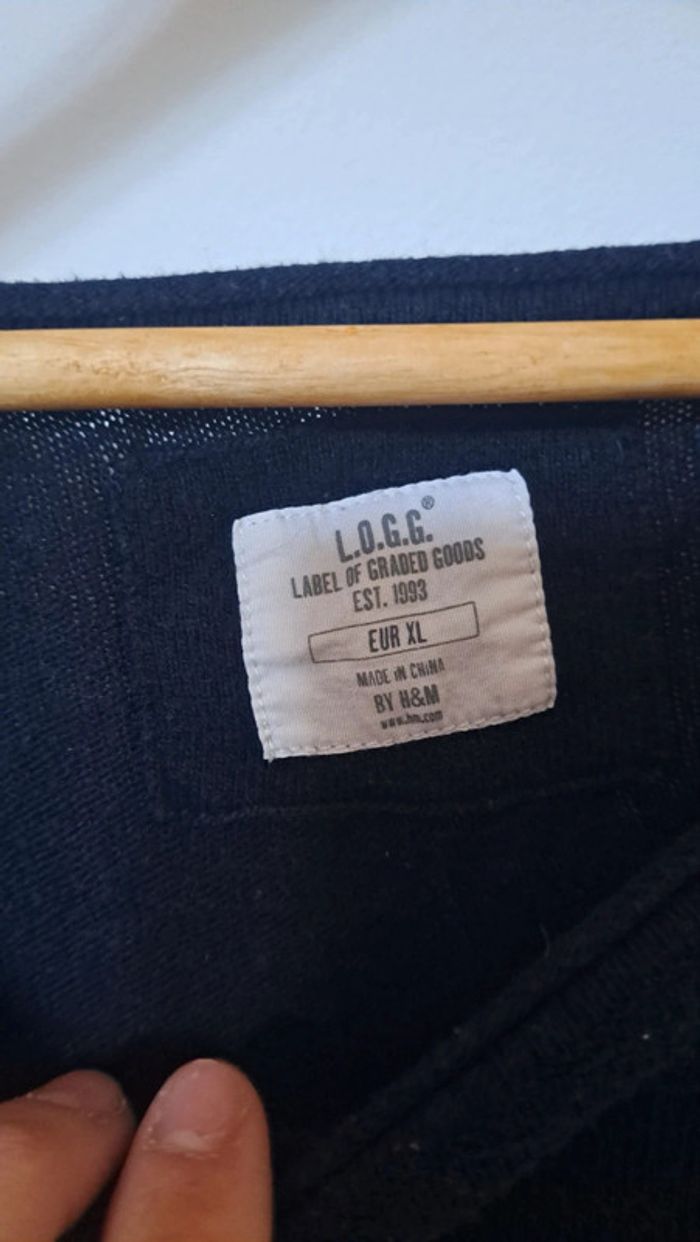 L.O.G.G.®
LABEL OF GRADED GOODS
EST. 1993
EUR XL
MADE IN CHINA
BY H&M
www.hm.com